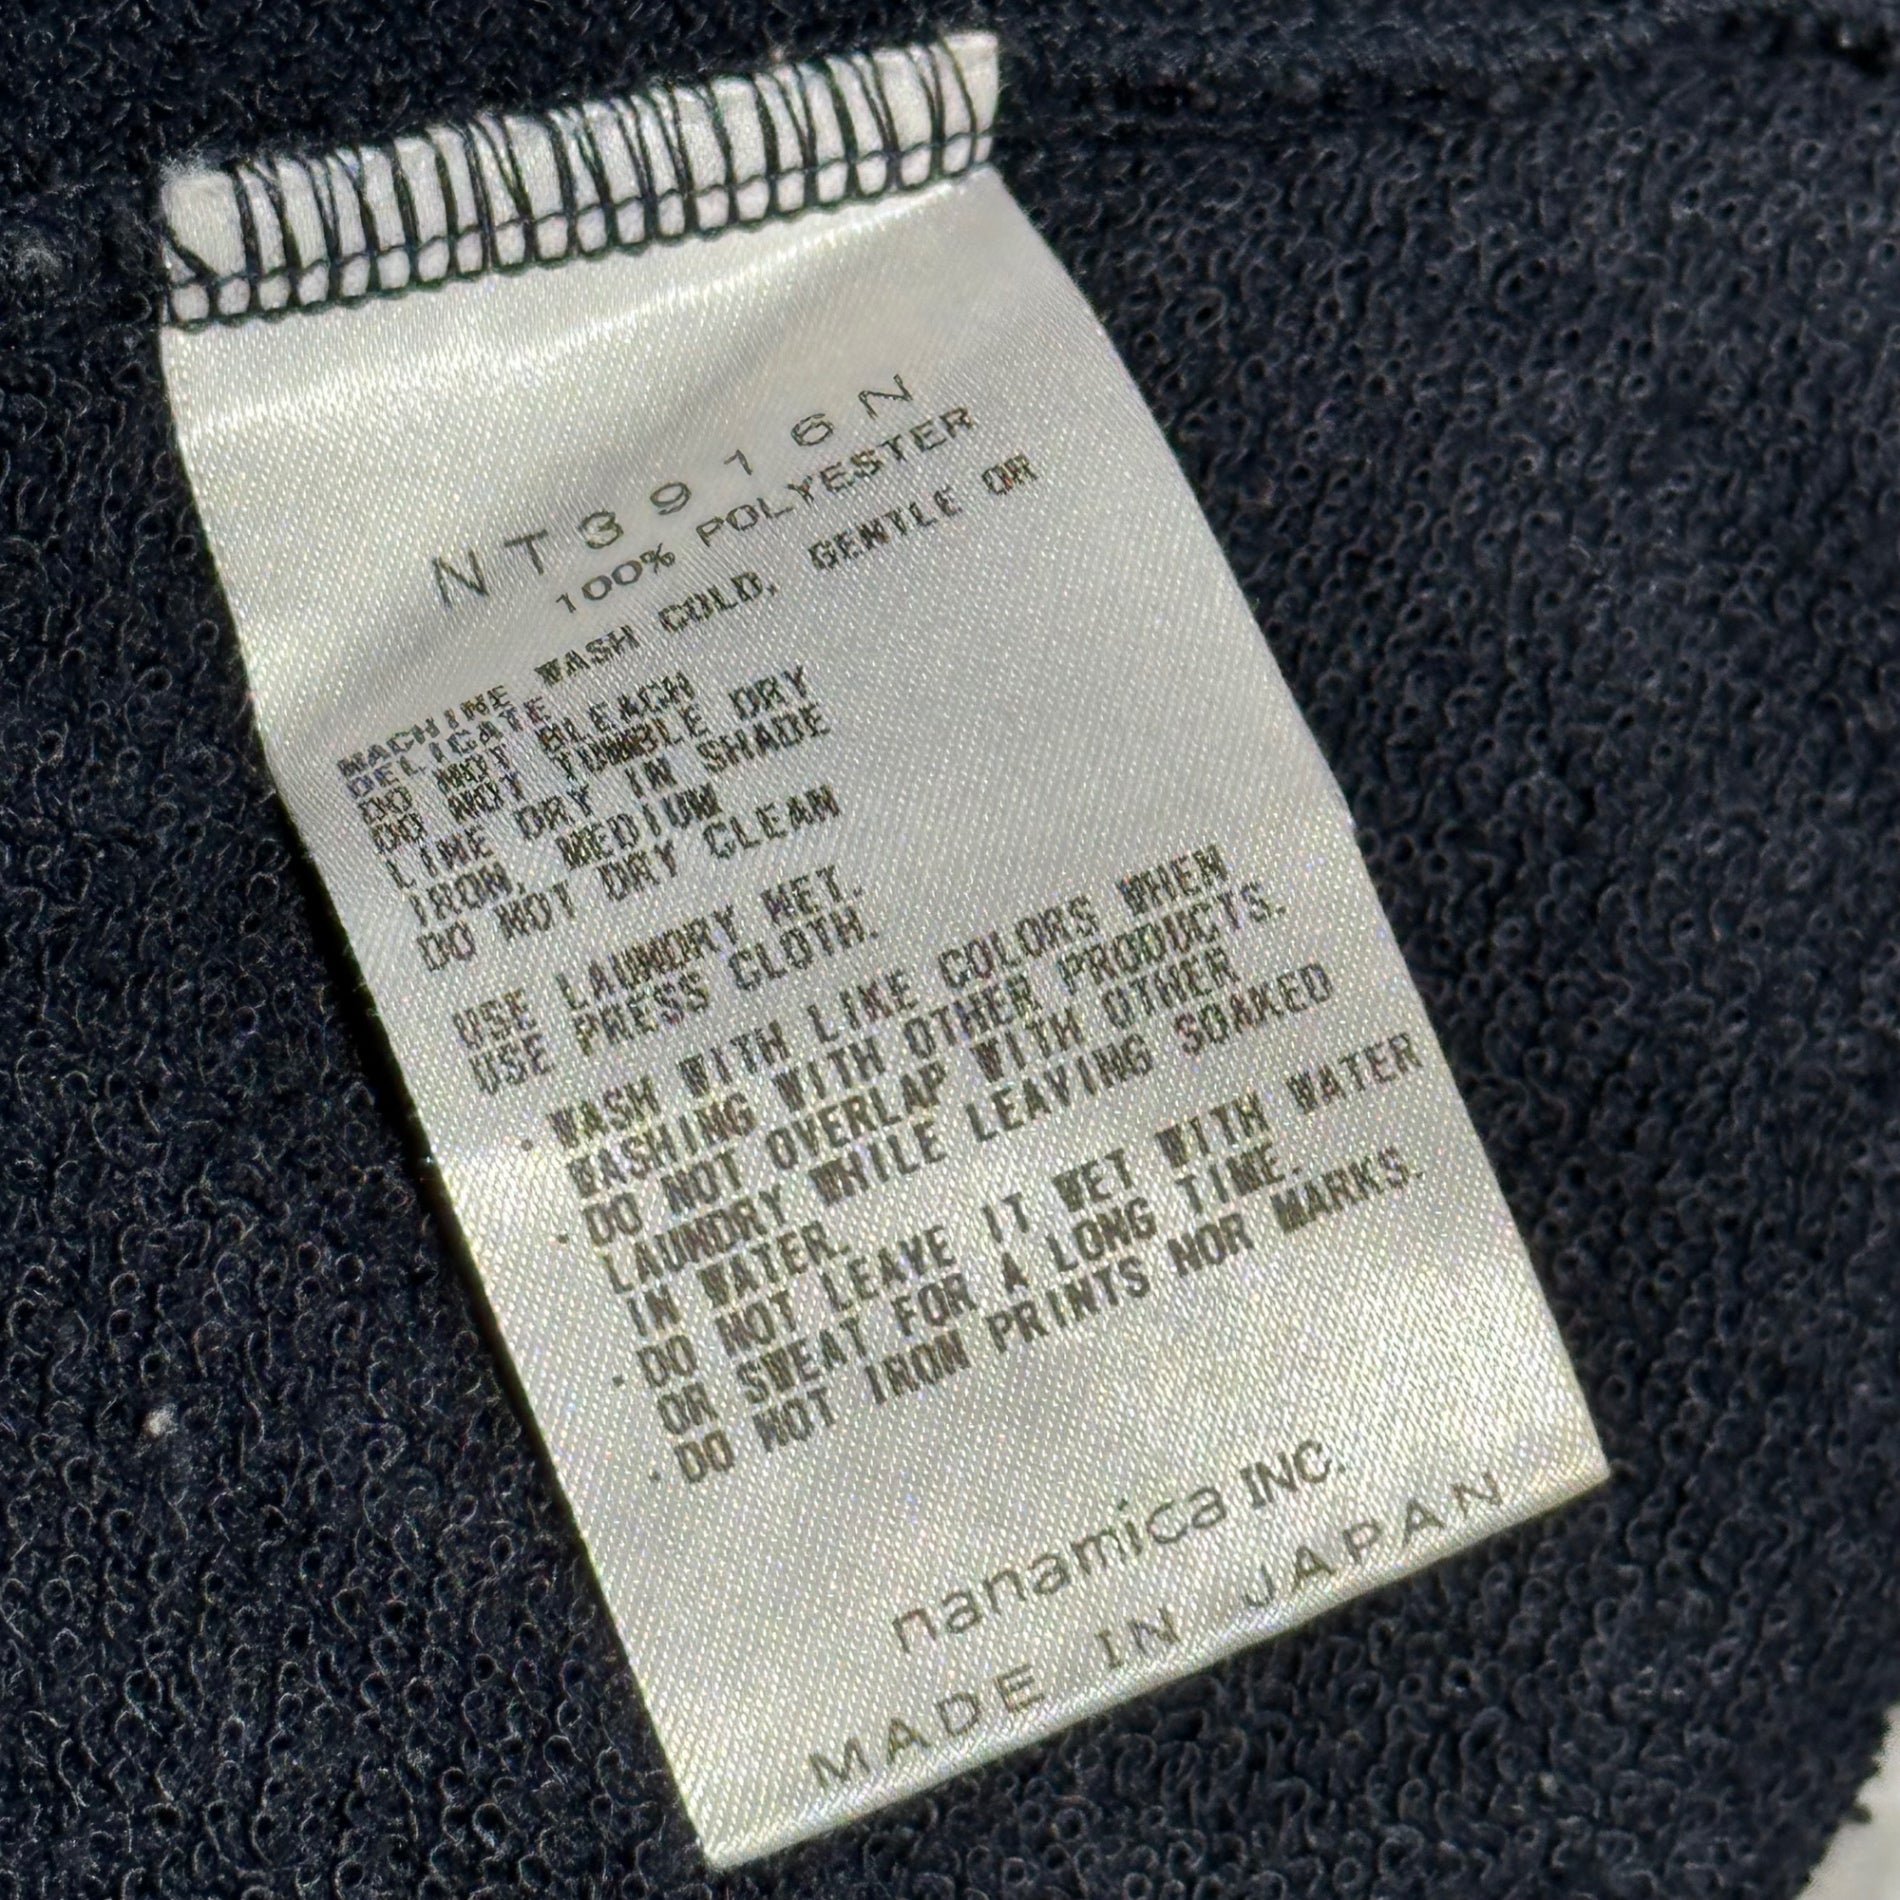 NT3916N
100% POLYESTER
MACHINE WASH COLD, GENTLE OR
DELICATE
DO NOT BLEACH
DO NOT TUMBLE DRY
LINE DRY IN SHADE
IRON, MEDIUM
DO NOT DRY CLEAN
USE LAUNDRY NET.
USE PRESS CLOTH.
・WASH WITH LIKE COLORS WHEN
WASHING WITH OTHER PRODUCTS.
・DO NOT OVERLAP WITH OTHER
LAUNDRY WHILE LEAVING SOAKED
IN WATER.
・DO NOT LEAVE IT WET WITH WATER
OR SWEAT FOR A LONG TIME.
・DO NOT IRON PRINTS NOR MARKS.
nanamica INC.
MADE IN JAPAN